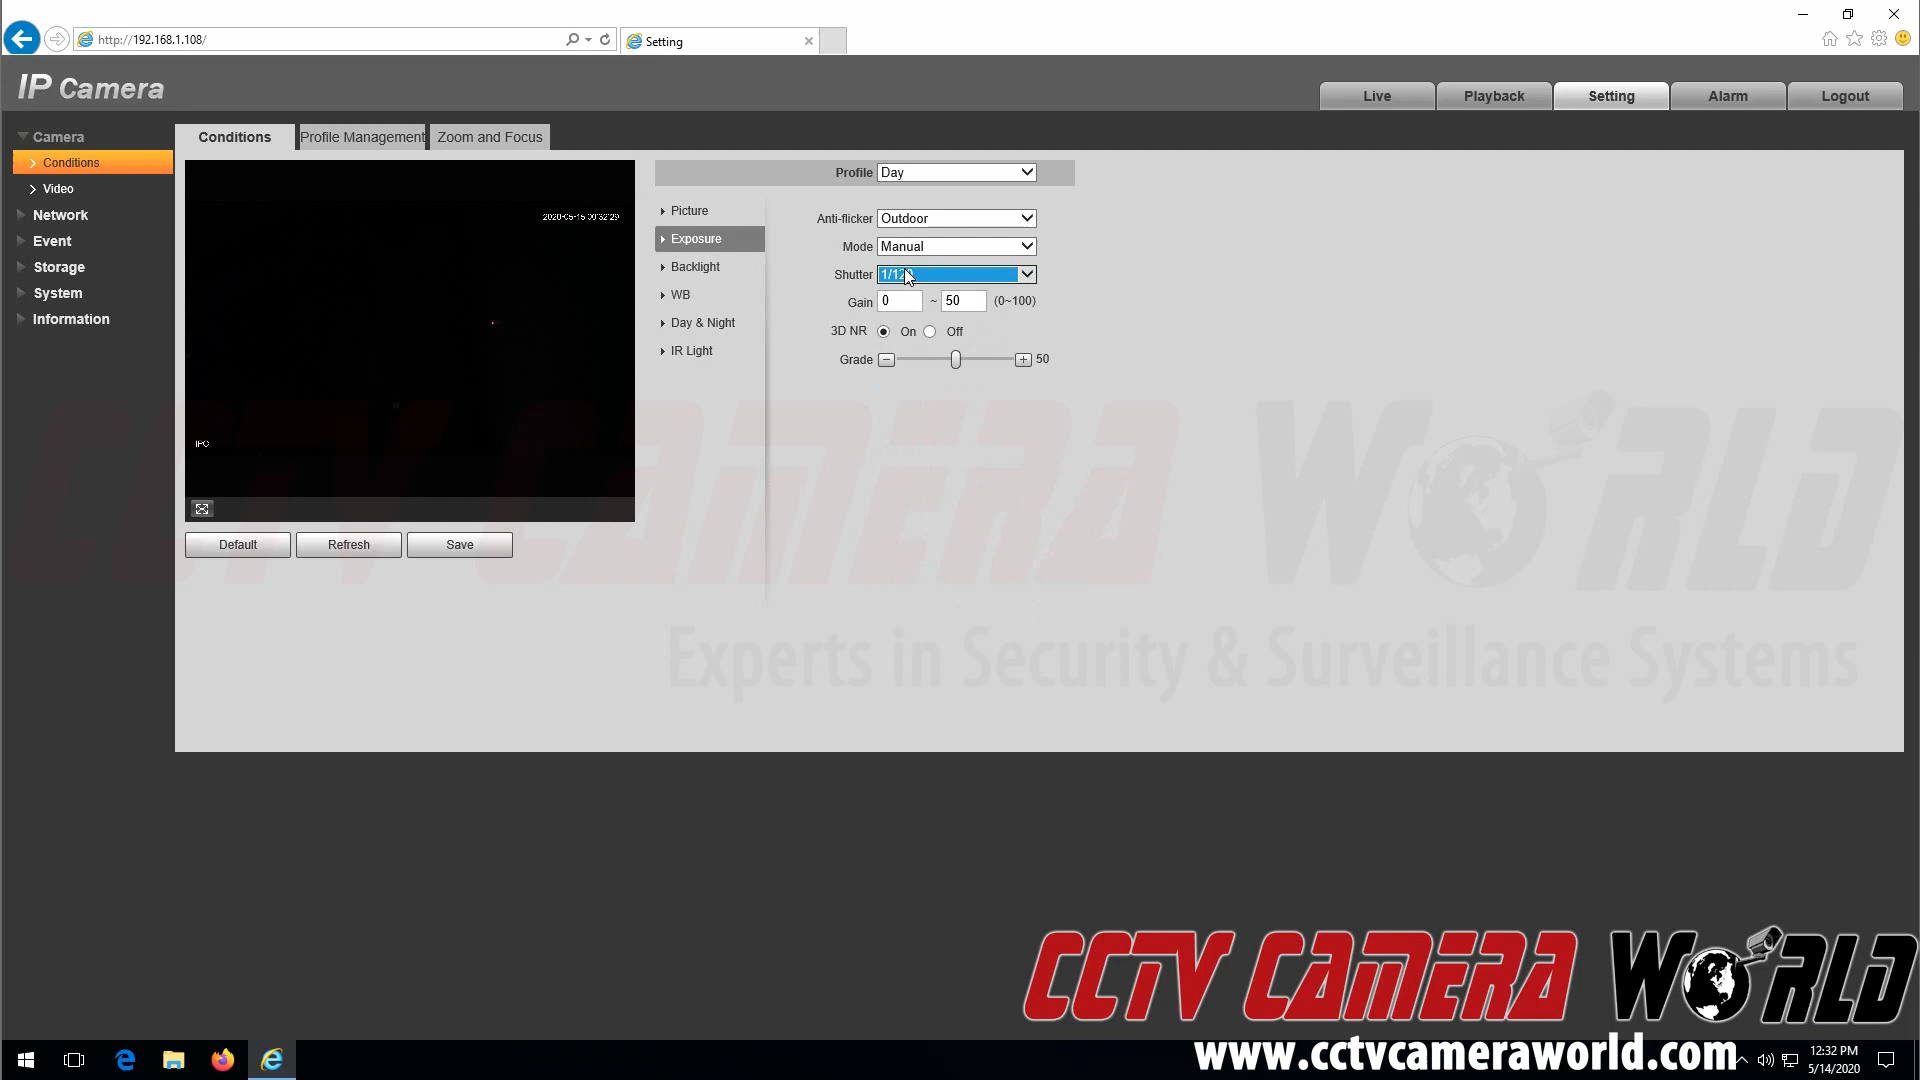 http://192.168.1.108/
Setting
IP Camera
Live
Playback
Setting
Alarm
Logout
Camera
Conditions
Video
Network
Event
Storage
System
Information
Conditions
Profile Management
Zoom and Focus
IPC
Default
Refresh
Save
Profile Day
Picture
Exposure
Backlight
WB
Day & Night
IR Light
Anti-flicker Outdoor
Mode Manual
Shutter
Gain 0 ~ 50 (0~100)
3D NR On Off
Grade 50
CCTV CAMERA WORLD
Experts in Security & Surveillance Systems
CCTV CAMERA WORLD
www.cctvcameraworld.com
12:32 PM
5/14/2020